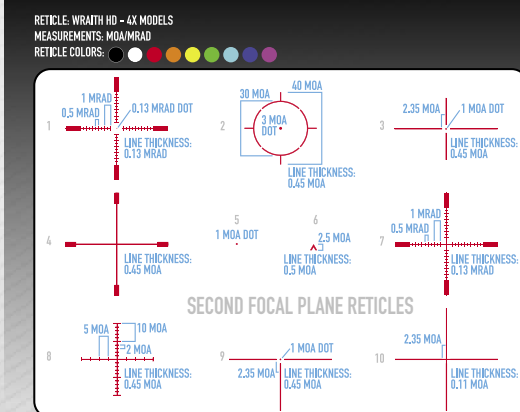 RETICLE: WRAITH HD - 4X MODELS
MEASUREMENTS: MOA/MRAD
RETICLE COLORS:
1
1 MRAD
0.5 MRAD
0.13 MRAD DOT
LINE THICKNESS:
0.13 MRAD
2
30 MOA
40 MOA
3 MOA
DOT
LINE THICKNESS:
0.45 MOA
3
2.35 MOA
1 MOA DOT
LINE THICKNESS:
0.45 MOA
4
LINE THICKNESS:
0.45 MOA
5
1 MOA DOT
6
2.5 MOA
LINE THICKNESS:
0.5 MOA
7
1 MRAD
0.5 MRAD
LINE THICKNESS:
0.13 MRAD
SECOND FOCAL PLANE RETICLES
8
5 MOA
10 MOA
2 MOA
LINE THICKNESS:
0.45 MOA
9
1 MOA DOT
2.35 MOA
LINE THICKNESS:
0.45 MOA
10
2.35 MOA
LINE THICKNESS:
0.11 MOA